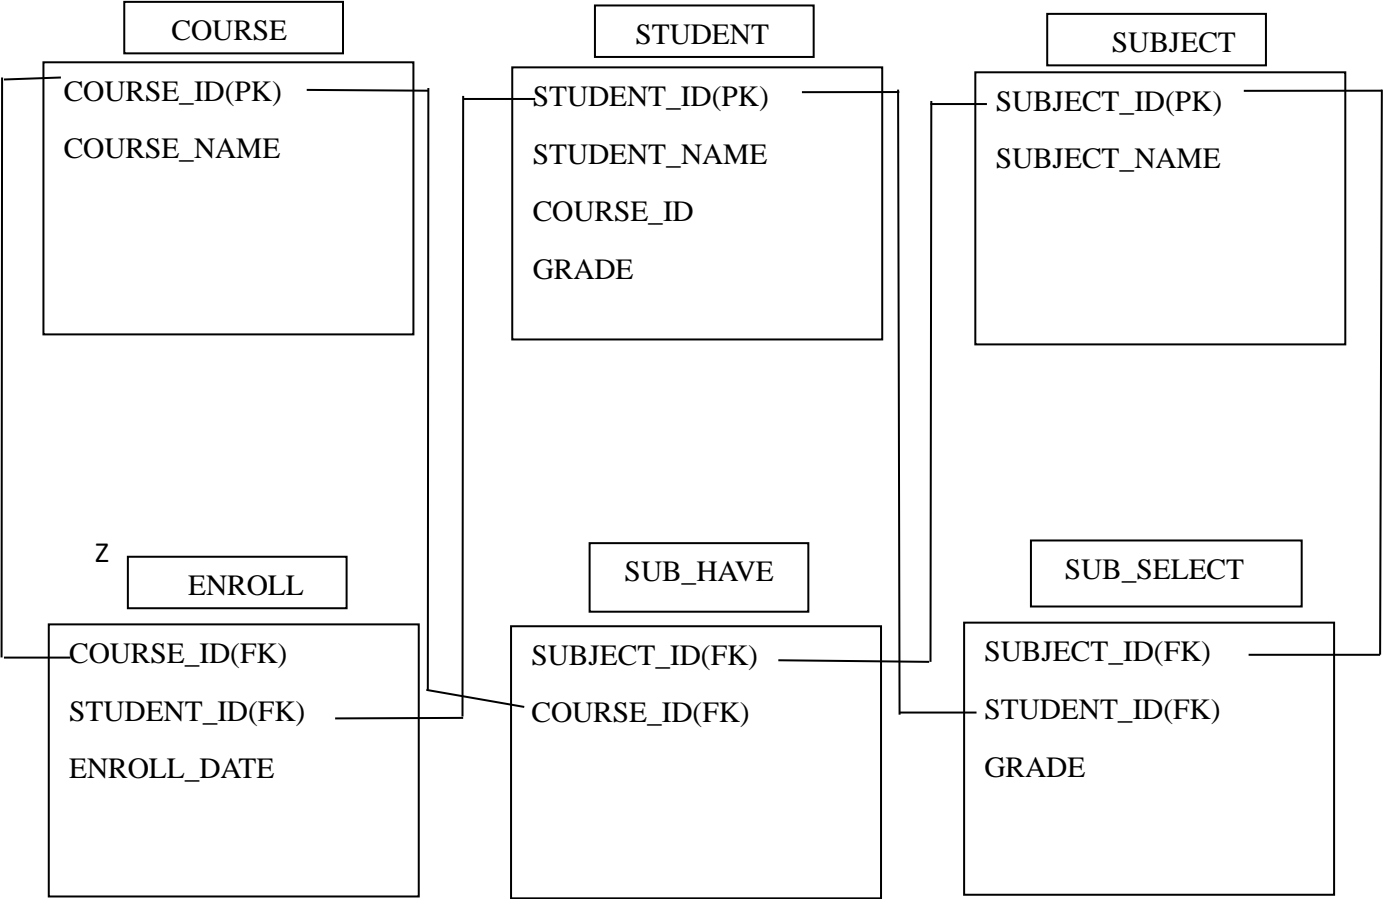 COURSE
COURSE_ID(PK)
COURSE_NAME
STUDENT
STUDENT_ID(PK)
STUDENT_NAME
COURSE_ID
GRADE
SUBJECT
SUBJECT_ID(PK)
SUBJECT_NAME
Z
ENROLL
COURSE_ID(FK)
STUDENT_ID(FK)
ENROLL_DATE
SUB_HAVE
SUBJECT_ID(FK)
COURSE_ID(FK)
SUB_SELECT
SUBJECT_ID(FK)
STUDENT_ID(FK)
GRADE